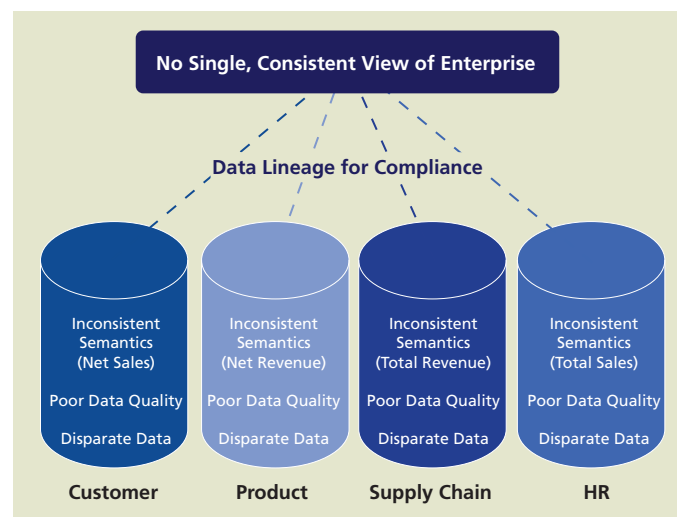 No Single, Consistent View of Enterprise
Data Lineage for Compliance
Inconsistent
Semantics
(Net Sales)
Poor Data Quality
Disparate Data
Customer
Inconsistent
Semantics
(Net Revenue)
Poor Data Quality
Disparate Data
Product
Inconsistent
Semantics
(Total Revenue)
Poor Data Quality
Disparate Data
Supply Chain
Inconsistent
Semantics
(Total Sales)
Poor Data Quality
Disparate Data
HR